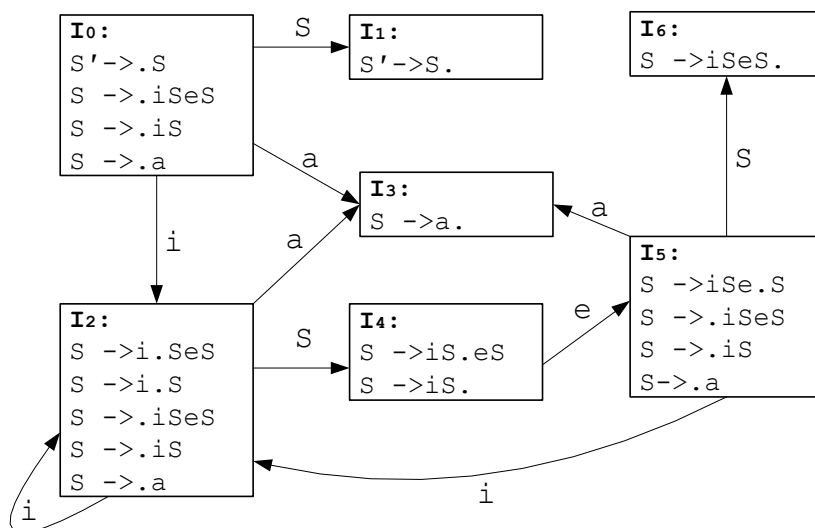 I0:
S'->.S
S ->.iSeS
S ->.iS
S ->.a
S
I1:
S'->S.
I6:
S ->iSeS.
a
I3:
S ->a.
S
i
a
a
I5:
S ->iSe.S
S ->.iSeS
S ->.iS
S->.a
I2:
S ->i.SeS
S ->i.S
S ->.iSeS
S ->.iS
S ->.a
S
I4:
S ->iS.eS
S ->iS.
e
i
i